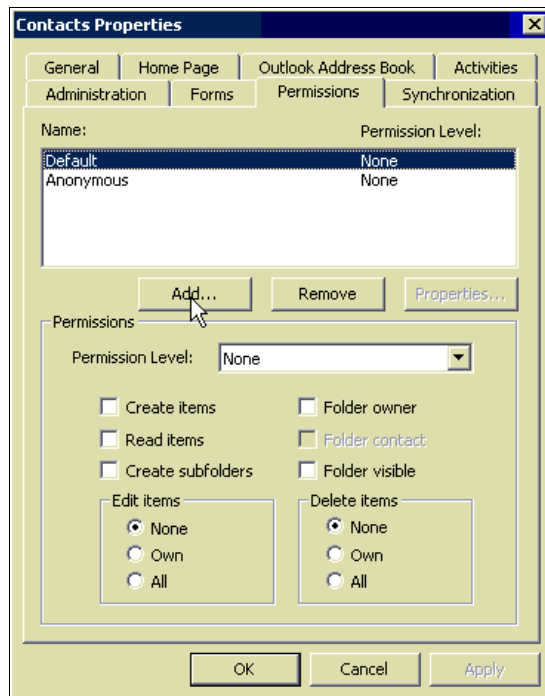 Contacts Properties
General Home Page Outlook Address Book Activities
Administration Forms Permissions Synchronization
Name: Permission Level:
Default None
Anonymous None
Add... Remove Properties...
Permissions
Permission Level: None
Create items Folder owner
Read items Folder contact
Create subfolders Folder visible
Edit items Delete items
None None
Own Own
All All
OK Cancel Apply